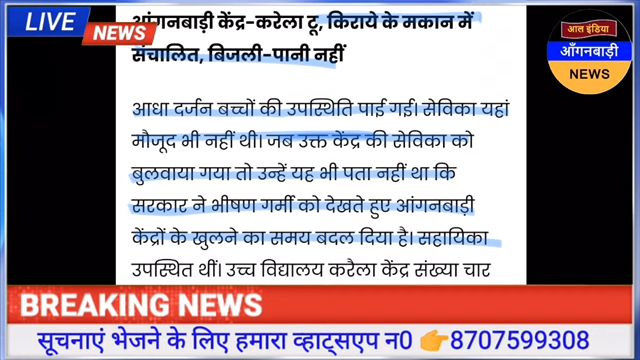 LIVE NEWS
आल इंडिया
आँगनबाड़ी
NEWS
आंगनबाड़ी केंद्र-करेला टू, किराये के मकान में
संचालित, बिजली-पानी नहीं
आधा दर्जन बच्चों की उपस्थिति पाई गई। सेविका यहां
मौजूद भी नहीं थी। जब उक्त केंद्र की सेविका को
बुलवाया गया तो उन्हें यह भी पता नहीं था कि
सरकार ने भीषण गर्मी को देखते हुए आंगनबाड़ी
केंद्रों के खुलने का समय बदल दिया है। सहायिका
उपस्थित थीं। उच्च विद्यालय करैला केंद्र संख्या चार
BREAKING NEWS
सूचनाएं भेजने के लिए हमारा व्हाट्सएप न0 👉8707599308